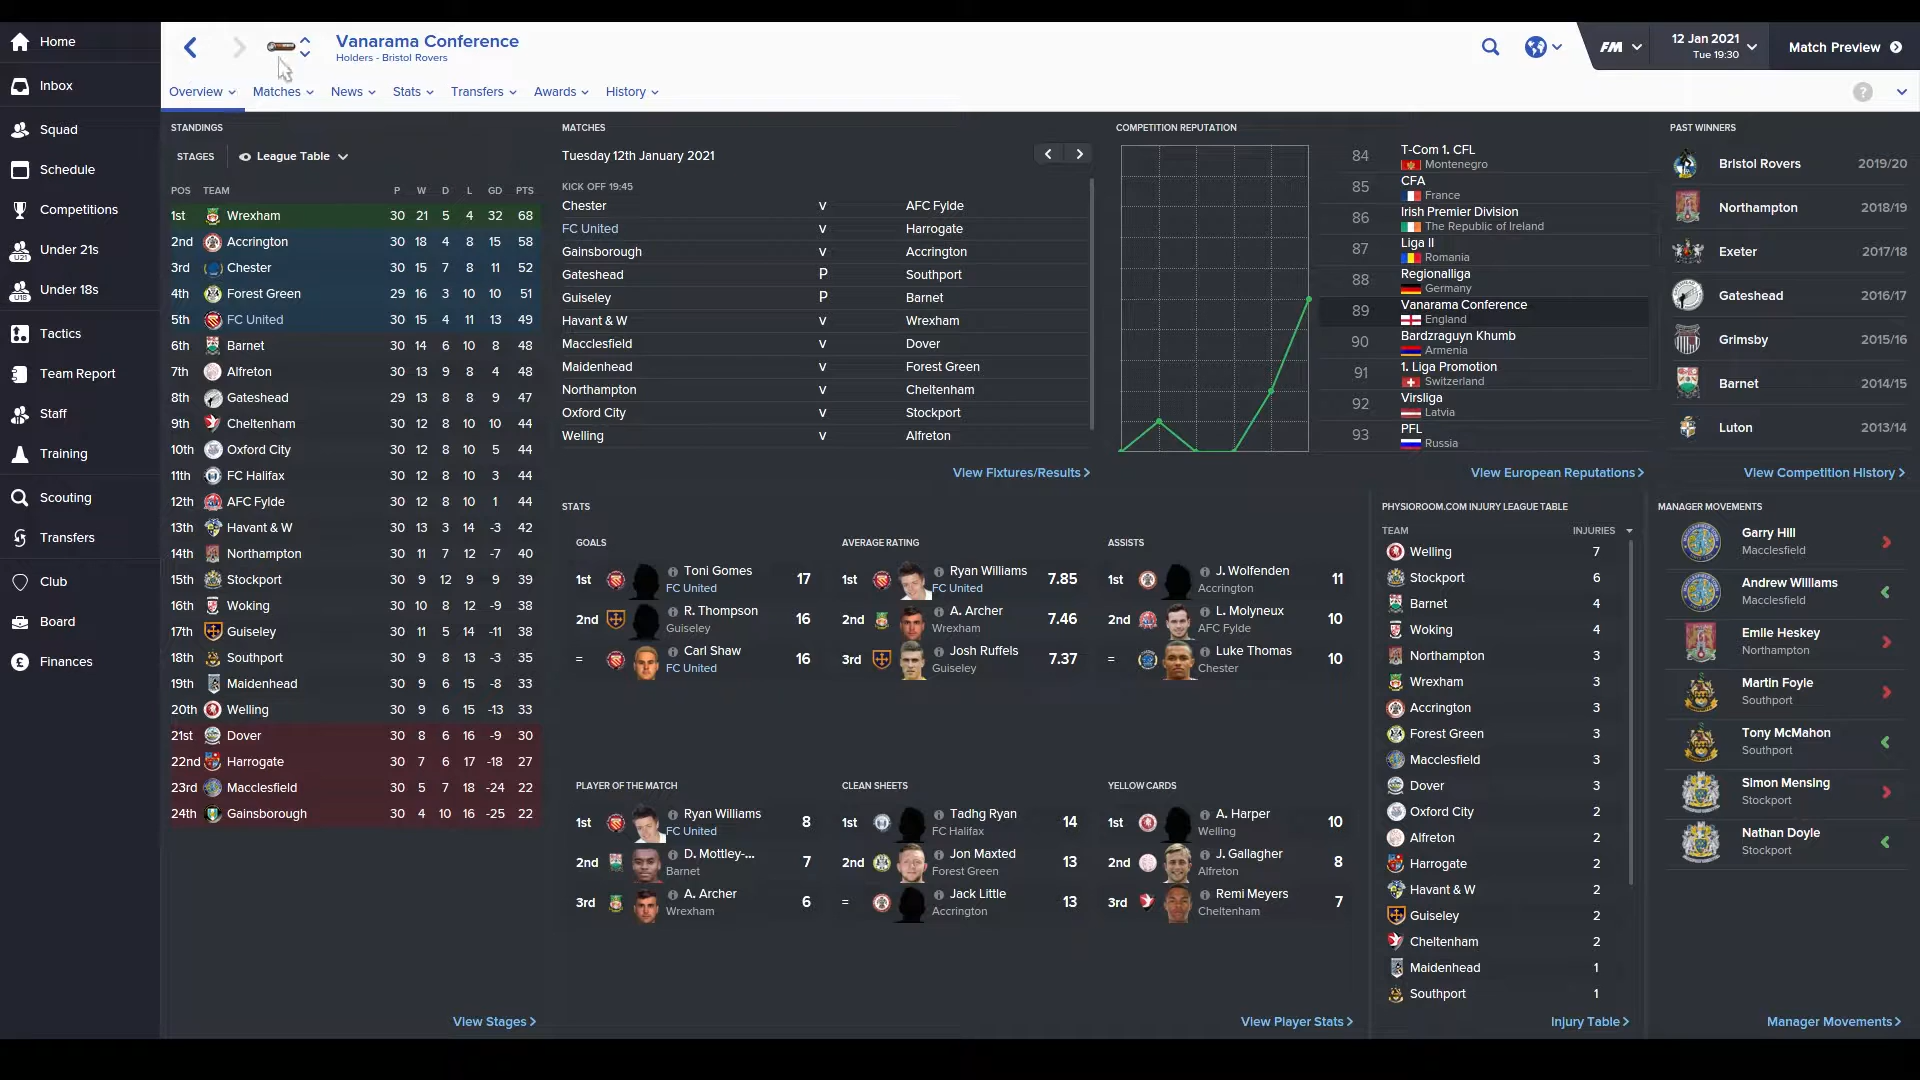 Home
Inbox
Squad
Schedule
Competitions
U21
Under 21s
U18
Under 18s
Tactics
Team Report
Staff
Training
Scouting
Transfers
Club
Board
Finances
Vanarama Conference
Holders - Bristol Rovers
FM
12 Jan 2021
Tue 19:30
Match Preview
Overview Matches News Stats Transfers Awards History
?
STANDINGS
STAGES League Table
POS TEAM P W D L GD PTS
1st Wrexham 30 21 5 4 32 68
2nd Accrington 30 18 4 8 15 58
3rd Chester 30 15 7 8 11 52
4th Forest Green 29 16 3 10 10 51
5th FC United 30 15 4 11 13 49
6th Barnet 30 14 6 10 8 48
7th Alfreton 30 13 9 8 4 48
8th Gateshead 29 13 8 8 9 47
9th Cheltenham 30 12 8 10 10 44
10th Oxford City 30 12 8 10 5 44
11th FC Halifax 30 12 8 10 3 44
12th AFC Fylde 30 12 8 10 1 44
13th Havant & W 30 13 3 14 -3 42
14th Northampton 30 11 7 12 -7 40
15th Stockport 30 9 12 9 9 39
16th Woking 30 10 8 12 -9 38
17th Guiseley 30 11 5 14 -11 38
18th Southport 30 9 8 13 -3 35
19th Maidenhead 30 9 6 15 -8 33
20th Welling 30 9 6 15 -13 33
21st Dover 30 8 6 16 -9 30
22nd Harrogate 30 7 6 17 -18 27
23rd Macclesfield 30 5 7 18 -24 22
24th Gainsborough 30 4 10 16 -25 22
View Stages >
MATCHES
Tuesday 12th January 2021
KICK OFF 19:45
Chester v AFC Fylde
FC United v Harrogate
Gainsborough v Accrington
Gateshead P Southport
Guiseley P Barnet
Havant & W v Wrexham
Macclesfield v Dover
Maidenhead v Forest Green
Northampton v Cheltenham
Oxford City v Stockport
Welling v Alfreton
View Fixtures/Results >
COMPETITION REPUTATION
84 T-Com 1. CFL
Montenegro
85 CFA
France
86 Irish Premier Division
The Republic of Ireland
87 Liga II
Romania
88 Regionalliga
Germany
89 Vanarama Conference
England
90 Bardzraguyn Khumb
Armenia
91 1. Liga Promotion
Switzerland
92 Virsliga
Latvia
93 PFL
Russia
View European Reputations >
PAST WINNERS
Bristol Rovers 2019/20
Northampton 2018/19
Exeter 2017/18
Gateshead 2016/17
Grimsby 2015/16
Barnet 2014/15
Luton 2013/14
View Competition History >
STATS
GOALS
1st Toni Gomes 17
FC United
2nd R. Thompson 16
Guiseley
= Carl Shaw 16
FC United
AVERAGE RATING
1st Ryan Williams 7.85
FC United
2nd A. Archer 7.46
Wrexham
3rd Josh Ruffels 7.37
Guiseley
ASSISTS
1st J. Wolfenden 11
Accrington
2nd L. Molyneux 10
AFC Fylde
= Luke Thomas 10
Chester
PLAYER OF THE MATCH
1st Ryan Williams 8
FC United
2nd D. Mottley-... 7
Barnet
3rd A. Archer 6
Wrexham
CLEAN SHEETS
1st Tadhg Ryan 14
FC Halifax
2nd Jon Maxted 13
Forest Green
= Jack Little 13
Accrington
YELLOW CARDS
1st A. Harper 10
Welling
2nd J. Gallagher 8
Alfreton
3rd Remi Meyers 7
Cheltenham
View Player Stats >
PHYSIOROOM.COM INJURY LEAGUE TABLE
TEAM INJURIES
Welling 7
Stockport 6
Barnet 4
Woking 4
Northampton 3
Wrexham 3
Accrington 3
Forest Green 3
Macclesfield 3
Dover 3
Oxford City 2
Alfreton 2
Harrogate 2
Havant & W 2
Guiseley 2
Cheltenham 2
Maidenhead 1
Southport 1
Injury Table >
MANAGER MOVEMENTS
Garry Hill
Macclesfield
Andrew Williams
Macclesfield
Emile Heskey
Northampton
Martin Foyle
Southport
Tony McMahon
Southport
Simon Mensing
Stockport
Nathan Doyle
Stockport
Manager Movements >